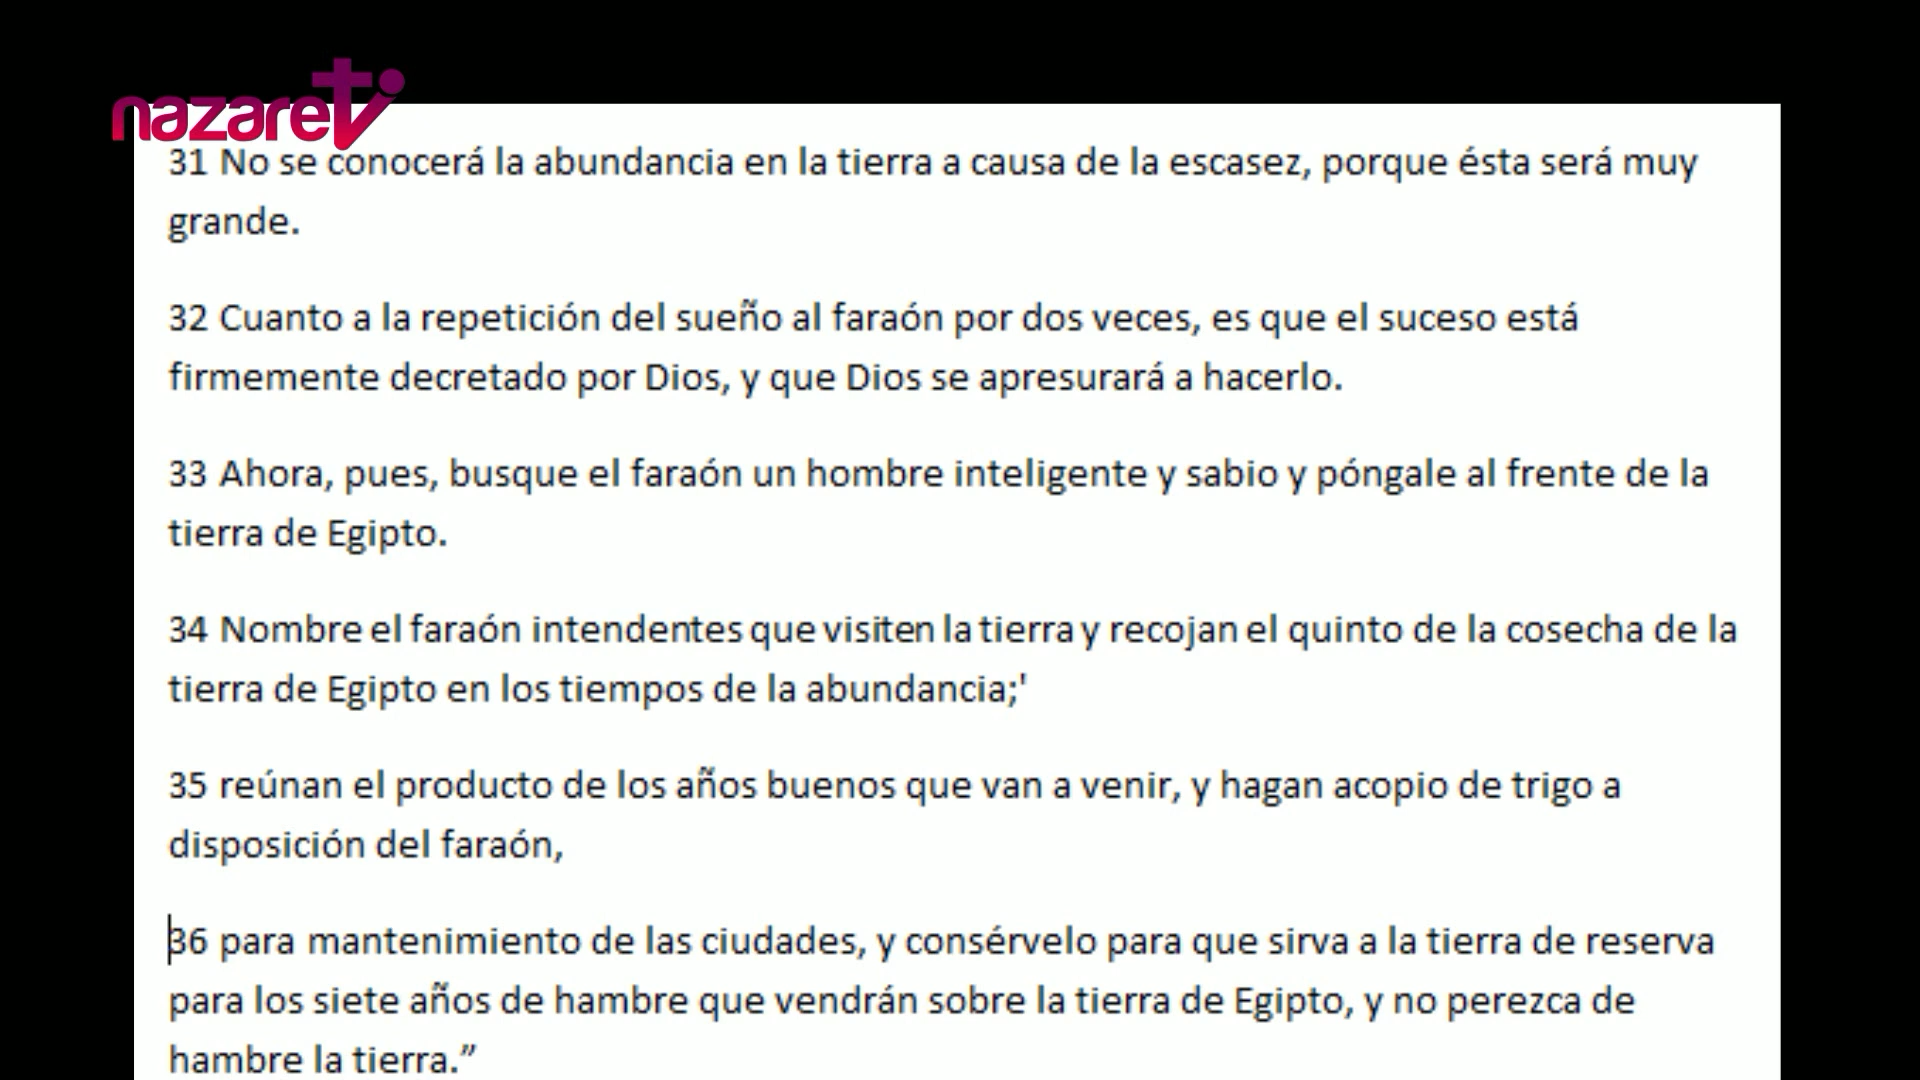 nazaretv
31 No se conocerá la abundancia en la tierra a causa de la escasez, porque ésta será muy
grande.
32 Cuanto a la repetición del sueño al faraón por dos veces, es que el suceso está
firmemente decretado por Dios, y que Dios se apresurará a hacerlo.
33 Ahora, pues, busque el faraón un hombre inteligente y sabio y póngale al frente de la
tierra de Egipto.
34 Nombre el faraón intendentes que visiten la tierra y recojan el quinto de la cosecha de la
tierra de Egipto en los tiempos de la abundancia;'
35 reúnan el producto de los años buenos que van a venir, y hagan acopio de trigo a
disposición del faraón,
36 para mantenimiento de las ciudades, y consérvelo para que sirva a la tierra de reserva
para los siete años de hambre que vendrán sobre la tierra de Egipto, y no perezca de
hambre la tierra.”